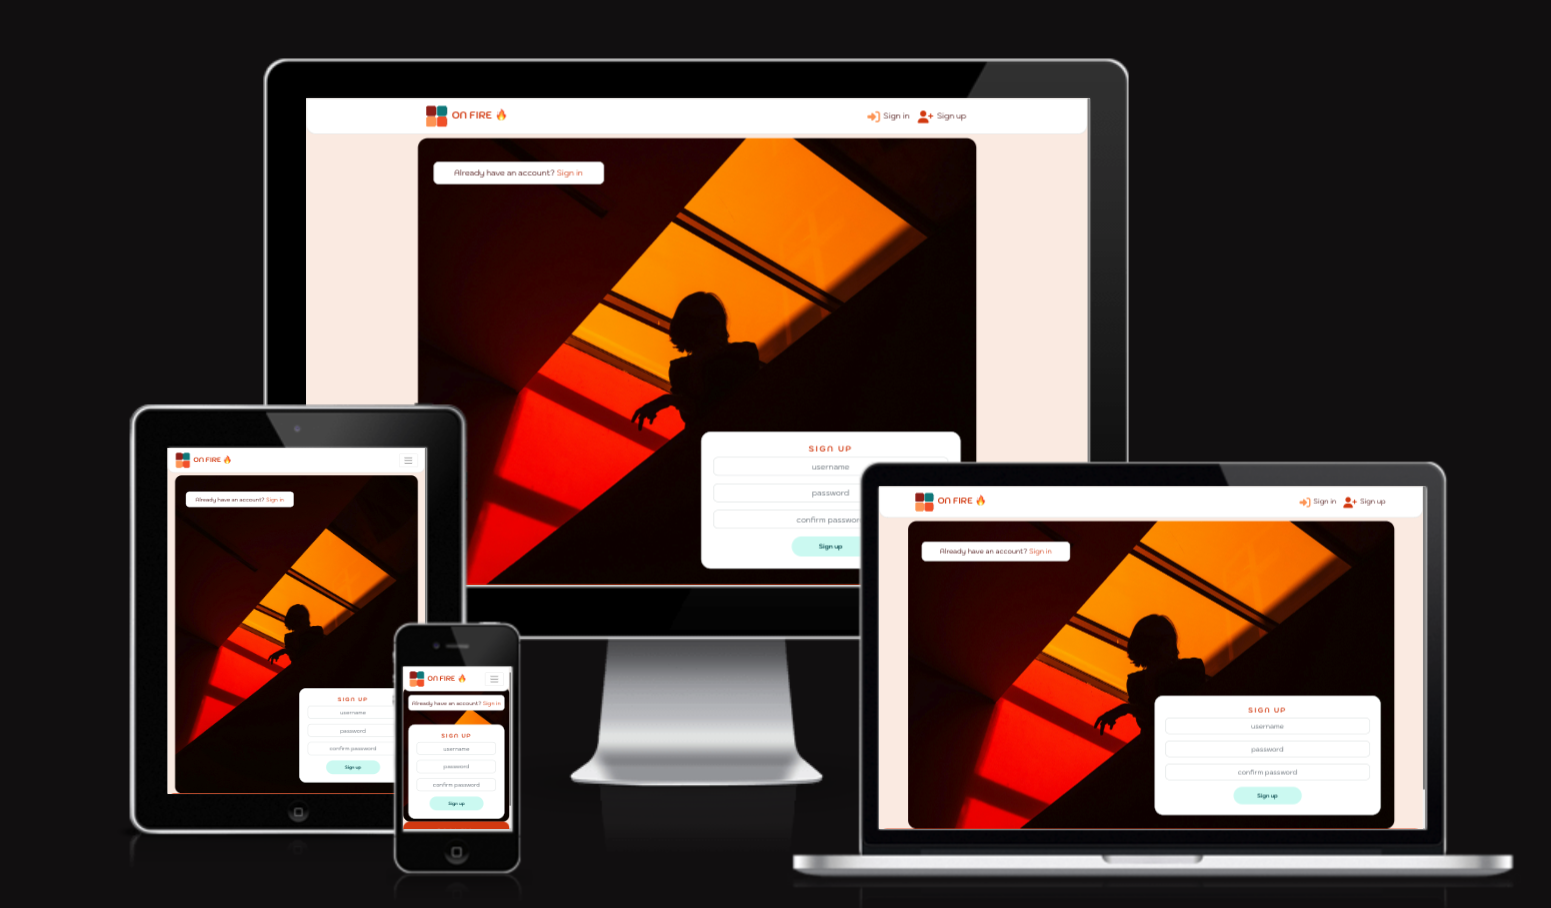 ON FIRE 🔥
Sign in Sign up
Already have an account? Sign in
SIGN UP
username
password
confirm passwor
Sign up
ON FIRE 🔥
Already have an account? Sign in
SIGN UP
username
password
confirm password
Sign up
ON FIRE 🔥
Already have an account? Sign in
SIGN UP
username
password
confirm password
Sign up
ON FIRE 🔥
Sign in Sign up
Already have an account? Sign in
SIGN UP
username
password
confirm password
Sign up